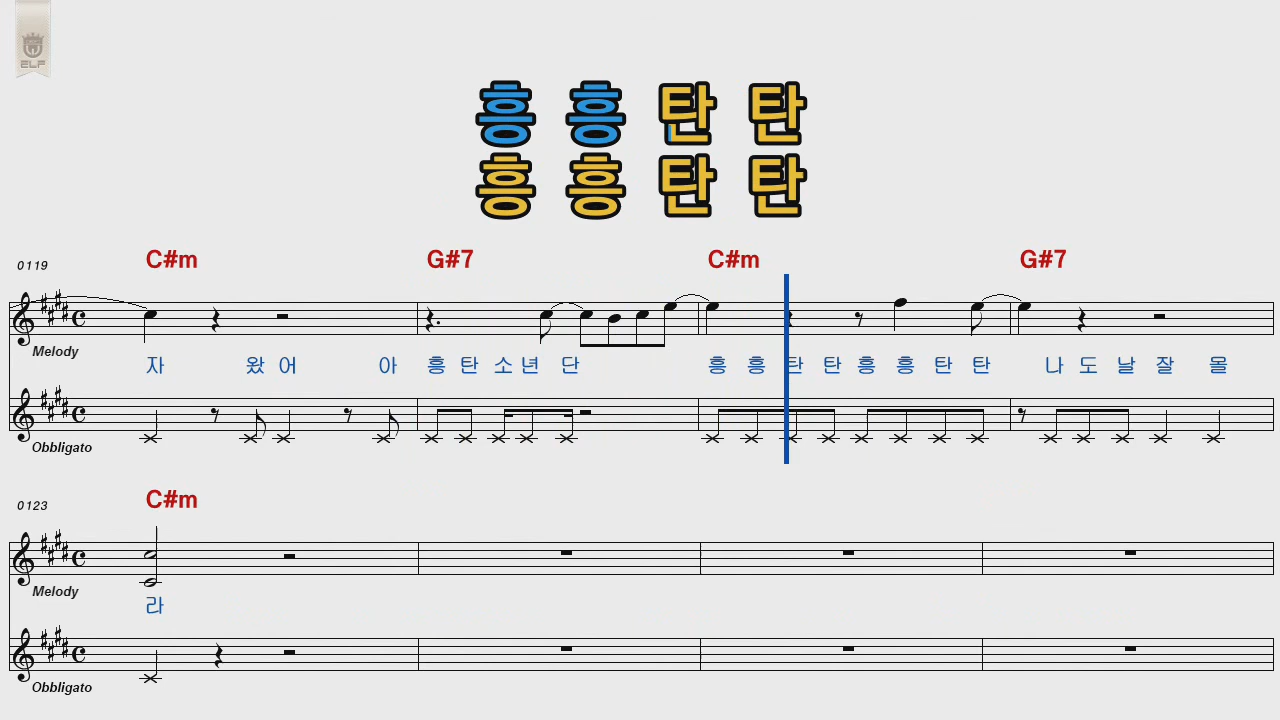 ELF
흥 흥 탄 탄
흥 흥 탄 탄
C#m G#7 C#m G#7
0119
Melody
자 왔 어 아 흥 탄 소 년 단 흥 흥 탄 탄 흥 흥 탄 탄 나 도 날 잘 몰
Obbligato
C#m
0123
Melody
라
Obbligato